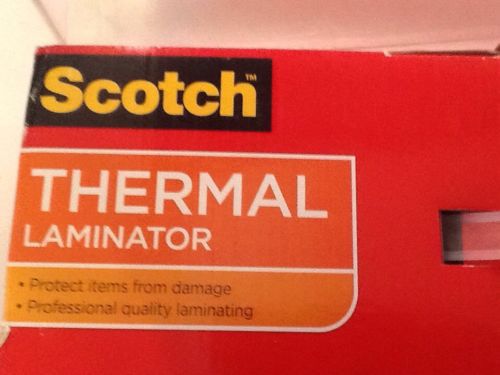 Scotch™
THERMAL
LAMINATOR
• Protect items from damage
• Professional quality laminating